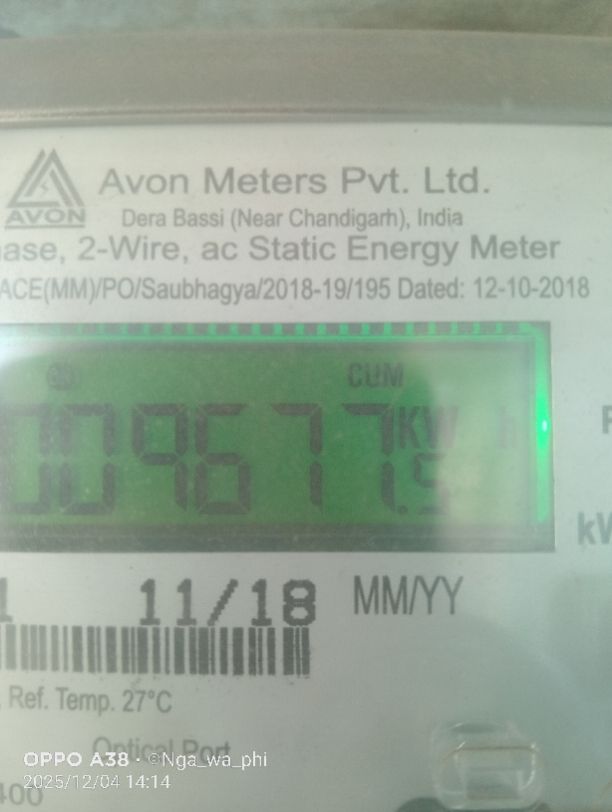 AVON
Avon Meters Pvt. Ltd.
Dera Bassi (Near Chandigarh), India
ase, 2-Wire, ac Static Energy Meter
ACE(MM)/PO/Saubhagya/2018-19/195 Dated: 12-10-2018
CUM
009677.5 KW h
11/18 MM/YY
Ref. Temp. 27°C
Optical Port
OPPO A38 · @Nga_wa_phi
2025/12/04 14:14
400